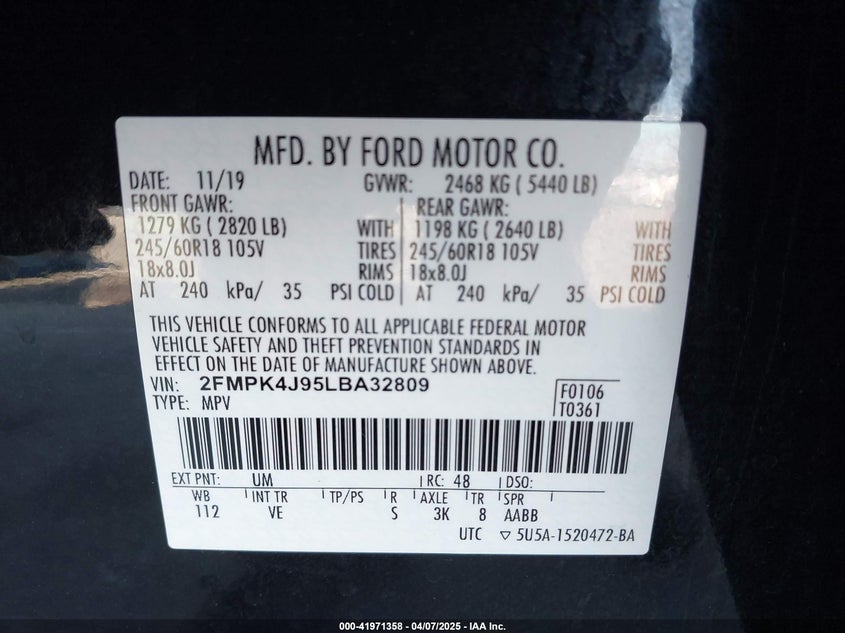 MFD. BY FORD MOTOR CO.
DATE: 11/19 GVWR: 2468 KG ( 5440 LB)
FRONT GAWR: REAR GAWR:
1279 KG ( 2820 LB) WITH 1198 KG ( 2640 LB) WITH
245/60R18 105V TIRES 245/60R18 105V TIRES
18x8.0J RIMS 18x8.0J RIMS
AT 240 kPa/ 35 PSI COLD AT 240 kPa/ 35 PSI COLD
THIS VEHICLE CONFORMS TO ALL APPLICABLE FEDERAL MOTOR
VEHICLE SAFETY AND THEFT PREVENTION STANDARDS IN
EFFECT ON THE DATE OF MANUFACTURE SHOWN ABOVE.
VIN: 2FMPK4J95LBA32809 F0106
TYPE: MPV T0361
EXT PNT: UM RC: 48 DSO:
WB INT TR TP/PS R AXLE TR SPR
112 VE S 3K 8 AABB
UTC ▽ 5U5A-1520472-BA
000-41971358 - 04/07/2025 - IAA Inc.